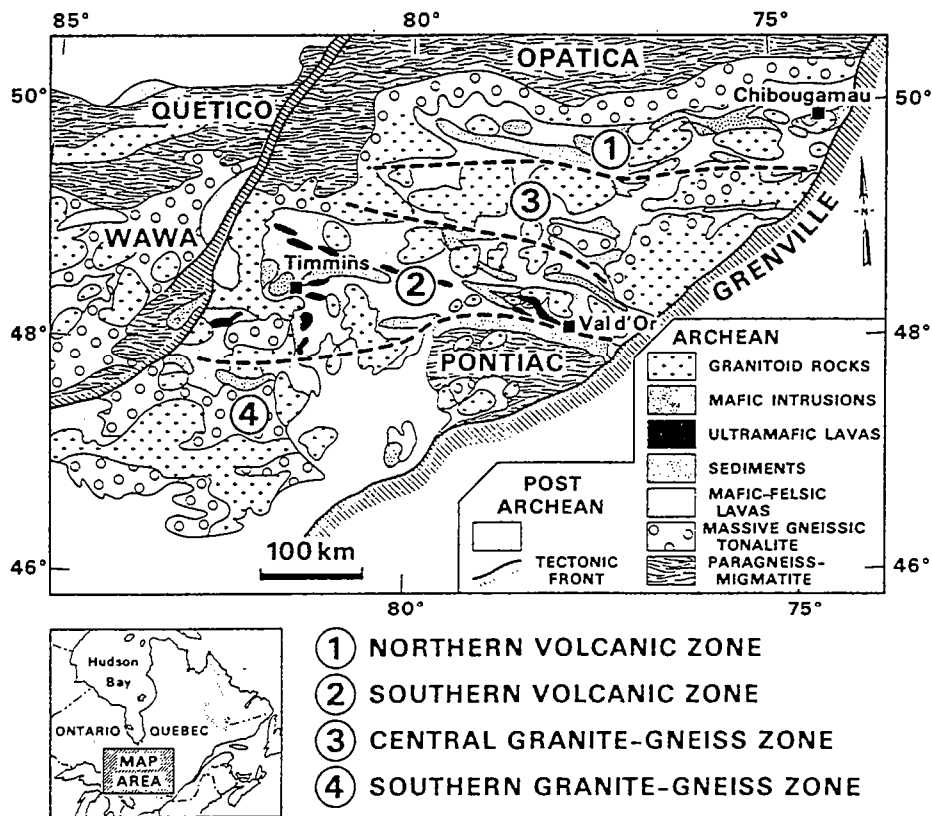 85°
80°
75°
OPATICA
50°
Chibougamau
50°
QUETICO
1
3
GRENVILLE
N
WAWA
Timmins
2
48°
Val d'Or
48°
PONTIAC
4
ARCHEAN
GRANITOID ROCKS
MAFIC INTRUSIONS
ULTRAMAFIC LAVAS
SEDIMENTS
MAFIC-FELSIC
LAVAS
MASSIVE GNEISSIC
TONALITE
PARAGNEISS-
MIGMATITE
POST
ARCHEAN
TECTONIC
FRONT
100 km
46°
46°
80°
75°
Hudson
Bay
ONTARIO QUEBEC
MAP
AREA
1 NORTHERN VOLCANIC ZONE
2 SOUTHERN VOLCANIC ZONE
3 CENTRAL GRANITE-GNEISS ZONE
4 SOUTHERN GRANITE-GNEISS ZONE